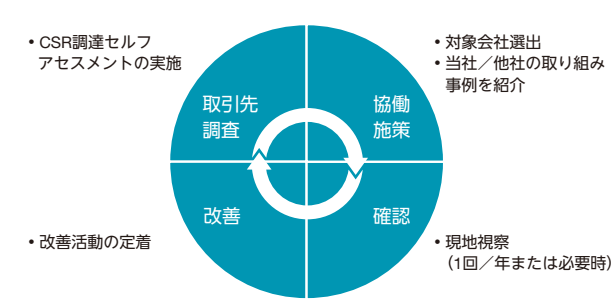 • CSR調達セルフ
アセスメントの実施
• 対象会社選出
• 当社／他社の取り組み
事例を紹介
取引先
調査
協働
施策
改善
確認
• 改善活動の定着
• 現地視察
（1回／年または必要時）